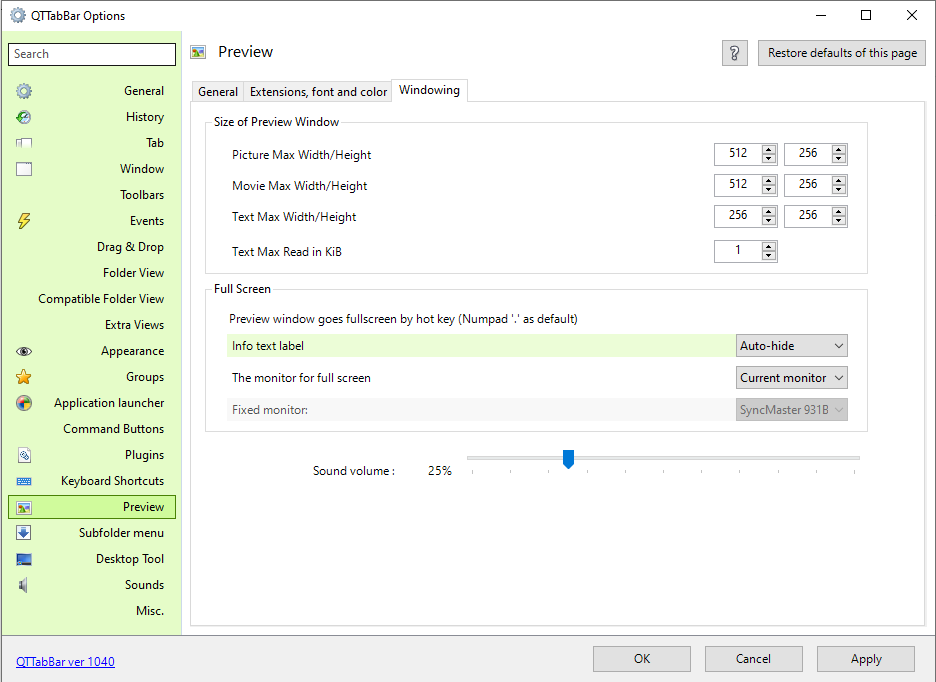 QTTabBar Options
Search
General
History
Tab
Window
Toolbars
Events
Drag & Drop
Folder View
Compatible Folder View
Extra Views
Appearance
Groups
Application launcher
Command Buttons
Plugins
Keyboard Shortcuts
Preview
Subfolder menu
Desktop Tool
Sounds
Misc.
Preview
? Restore defaults of this page
General Extensions, font and color Windowing
Size of Preview Window
Picture Max Width/Height 512 256
Movie Max Width/Height 512 256
Text Max Width/Height 256 256
Text Max Read in KiB 1
Full Screen
Preview window goes fullscreen by hot key (Numpad '.' as default)
Info text label Auto-hide
The monitor for full screen Current monitor
Fixed monitor: SyncMaster 931B
Sound volume : 25%
QTTabBar ver 1040
OK Cancel Apply